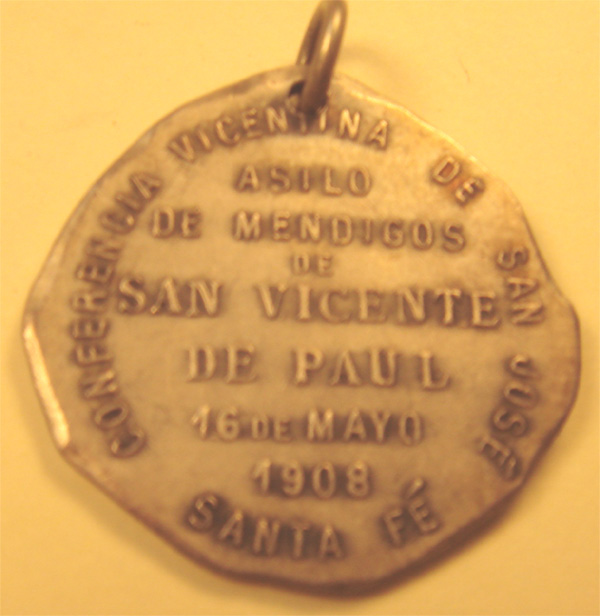 CONFERENCIA VICENTINA DE SAN JOSE
ASILO
DE MENDIGOS
DE
SAN VICENTE
DE PAUL
16 DE MAYO
1908
SANTA FÉ